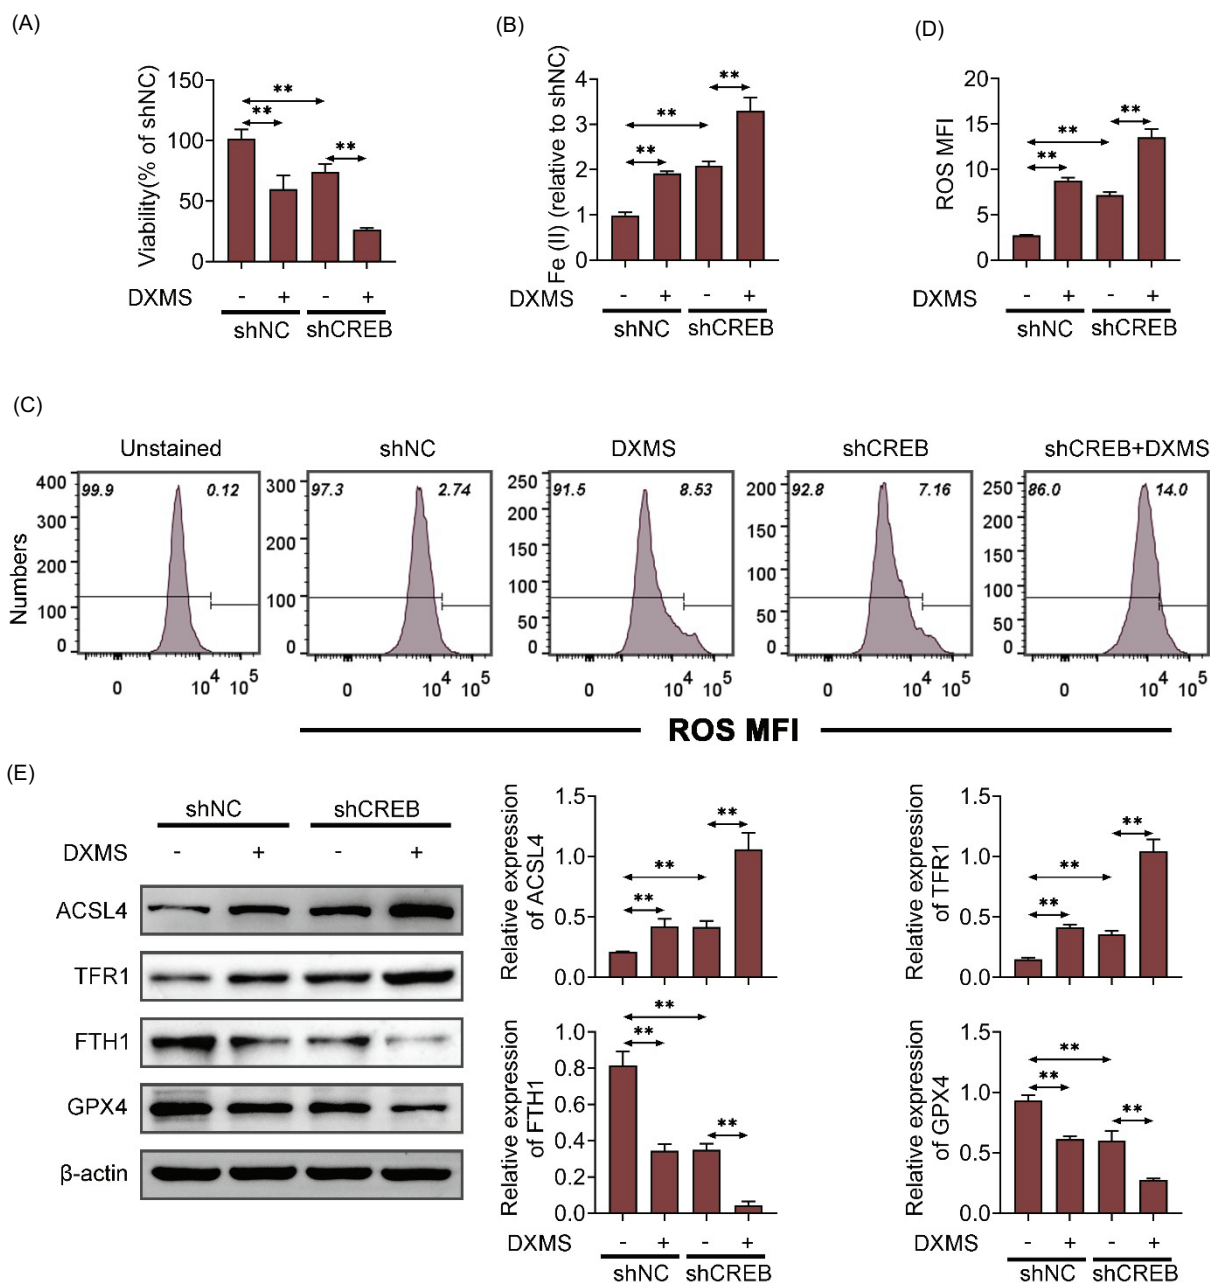 (A)
Viability(% of shNC)
150
100
50
0
**
**
**
DXMS - + - +
shNC shCREB
(B)
Fe (II) (relative to shNC)
4
3
2
1
0
**
**
**
DXMS - + - +
shNC shCREB
(D)
ROS MFI
20
15
10
5
0
**
**
**
DXMS - + - +
shNC shCREB
(C)
Numbers
Unstained
400
300
200
100
0
99.9 0.12
0 10^4 10^5
shNC
300
200
100
0
97.3 2.74
0 10^4 10^5
DXMS
250
200
150
100
50
0
91.5 8.53
0 10^4 10^5
shCREB
200
150
100
50
0
92.8 7.16
0 10^4 10^5
shCREB+DXMS
250
200
150
100
50
0
86.0 14.0
0 10^4 10^5
ROS MFI
(E)
shNC shCREB
DXMS - + - +
ACSL4
TFR1
FTH1
GPX4
β-actin
Relative expression
of ACSL4
1.5
1.0
0.5
0.0
**
**
**
Relative expression
of TFR1
1.5
1.0
0.5
0.0
**
**
**
Relative expression
of FTH1
1.0
0.8
0.6
0.4
0.2
0.0
**
**
**
DXMS - + - +
shNC shCREB
Relative expression
of GPX4
1.5
1.0
0.5
0.0
**
**
**
DXMS - + - +
shNC shCREB